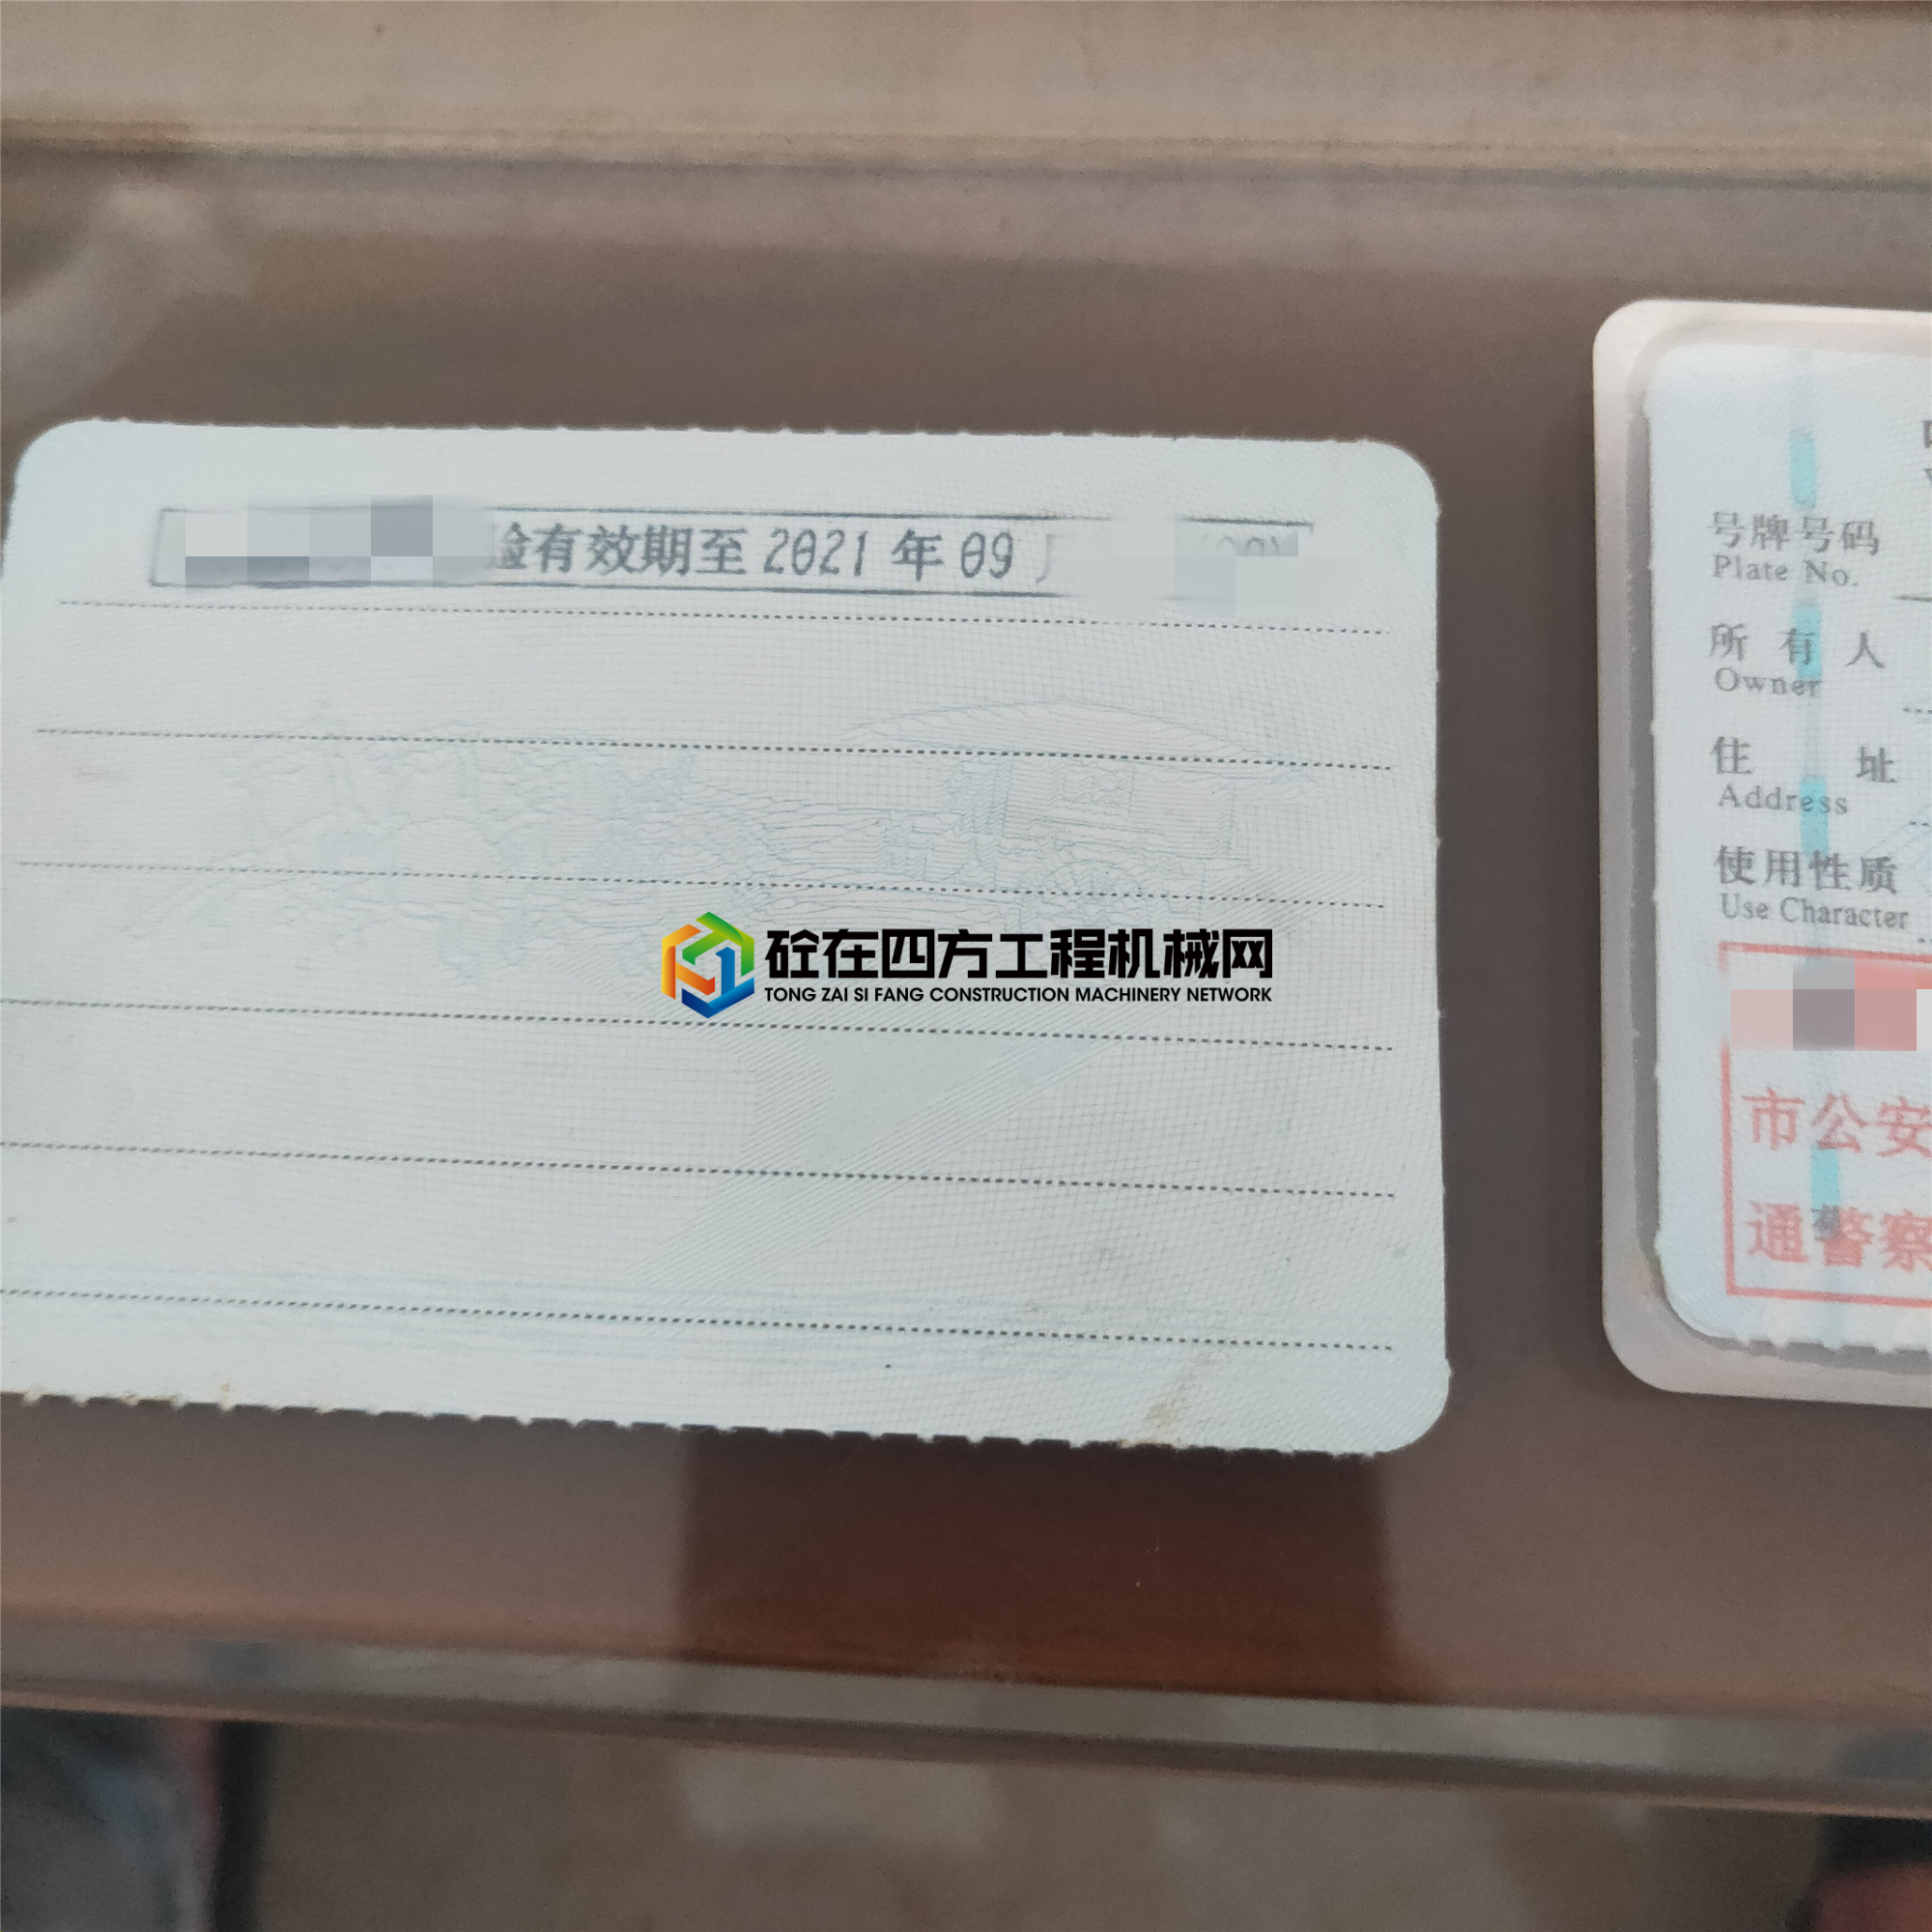 验有效期至 2021 年 09 月
砼在四方工程机械网
TONG ZAI SI FANG CONSTRUCTION MACHINERY NETWORK
号牌号码
Plate No.
所有人
Owner
住址
Address
使用性质
Use Character
市公安
通警察